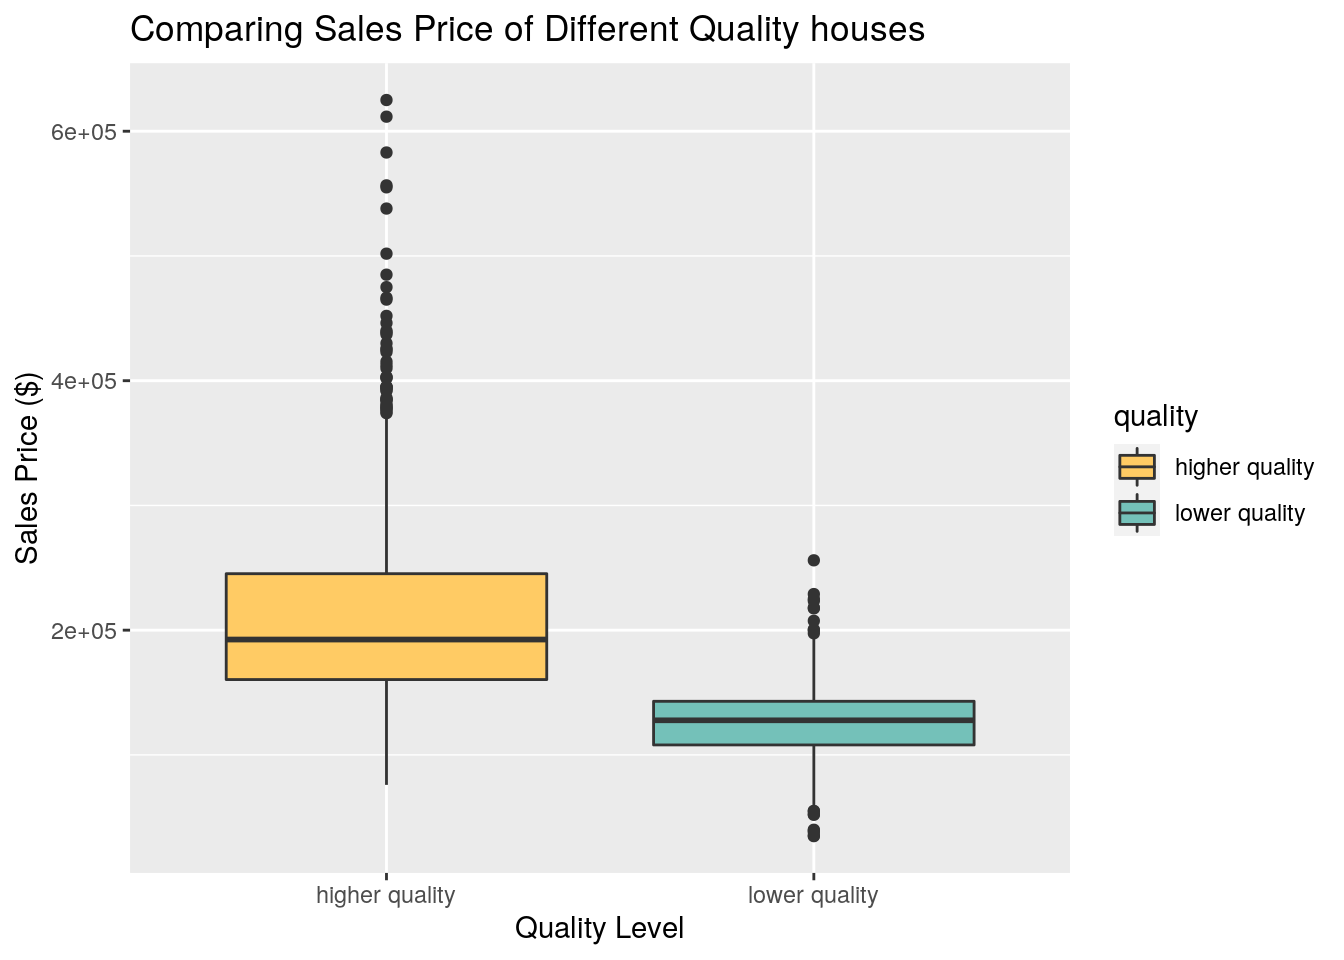 Comparing Sales Price of Different Quality houses
Sales Price ($)
6e+05
4e+05
2e+05
higher quality
lower quality
Quality Level
quality
higher quality
lower quality